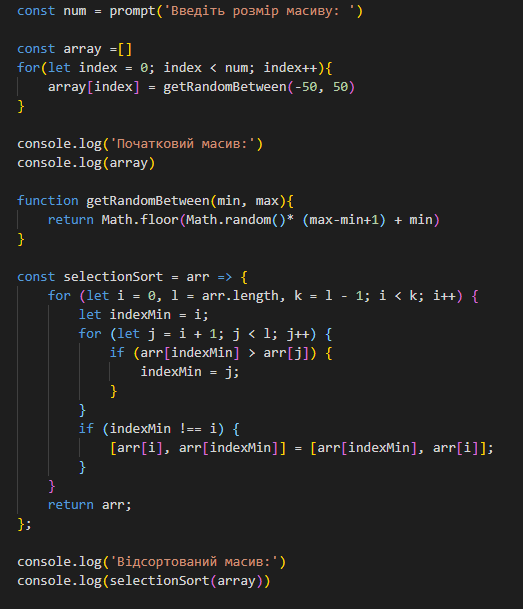 const num = prompt('Введіть розмір масиву: ')
const array =[]
for(let index = 0; index < num; index++){
array[index] = getRandomBetween(-50, 50)
}
console.log('Початковий масив:')
console.log(array)
function getRandomBetween(min, max){
return Math.floor(Math.random()* (max-min+1) + min)
}
const selectionSort = arr => {
for (let i = 0, l = arr.length, k = l - 1; i < k; i++) {
let indexMin = i;
for (let j = i + 1; j < l; j++) {
if (arr[indexMin] > arr[j]) {
indexMin = j;
}
}
if (indexMin !== i) {
[arr[i], arr[indexMin]] = [arr[indexMin], arr[i]];
}
}
return arr;
};
console.log('Відсортований масив:')
console.log(selectionSort(array))